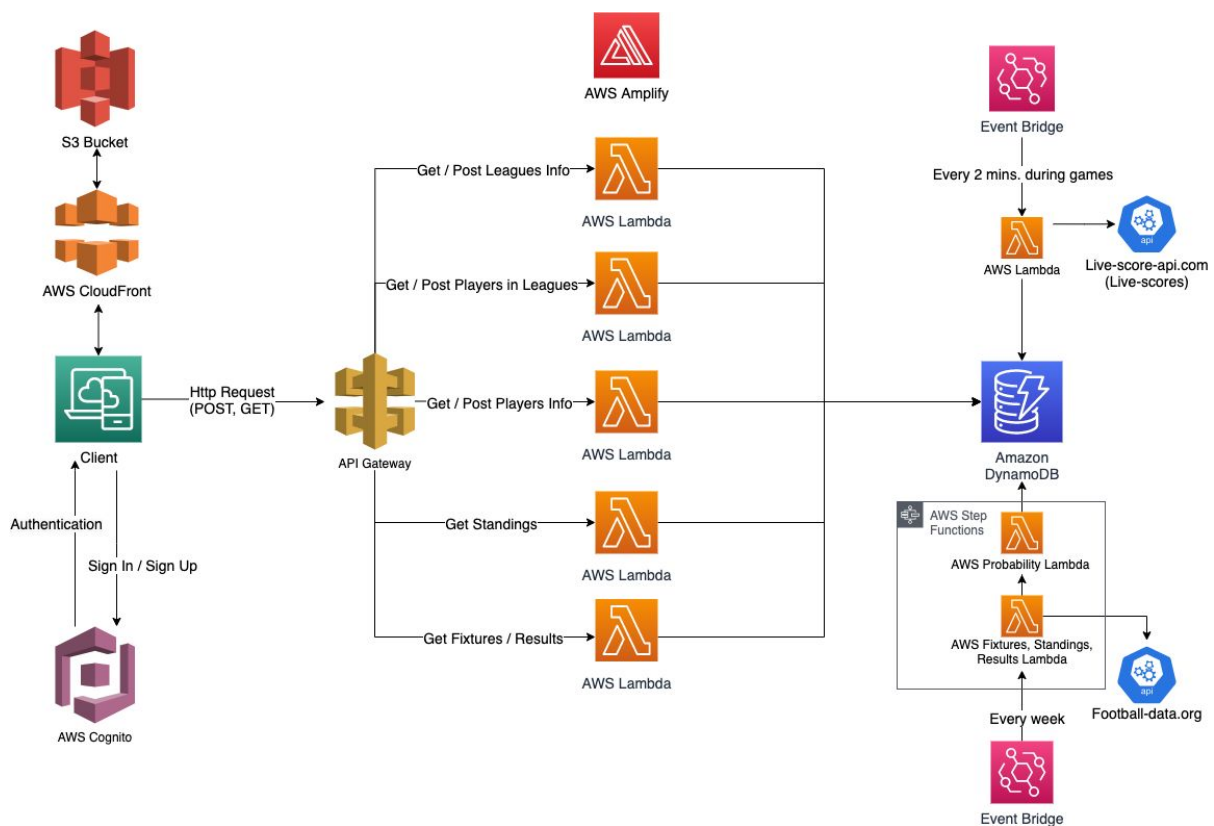 S3 Bucket
AWS CloudFront
Client
Authentication
Sign In / Sign Up
AWS Cognito
Http Request
(POST, GET)
API Gateway
AWS Amplify
Get / Post Leagues Info
AWS Lambda
Get / Post Players in Leagues
AWS Lambda
Get / Post Players Info
AWS Lambda
Get Standings
AWS Lambda
Get Fixtures / Results
AWS Lambda
Event Bridge
Every 2 mins. during games
AWS Lambda
api
Live-score-api.com
(Live-scores)
Amazon
DynamoDB
AWS Step
Functions
AWS Probability Lambda
AWS Fixtures, Standings,
Results Lambda
api
Football-data.org
Every week
Event Bridge